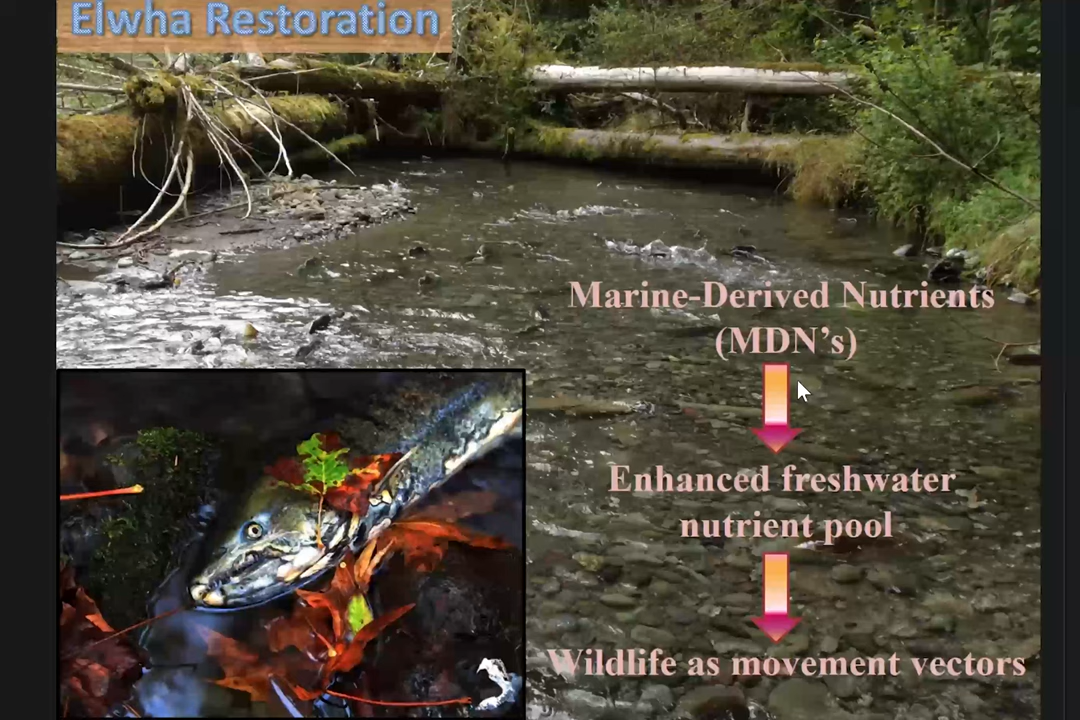 Elwha Restoration
Marine-Derived Nutrients
(MDN's)
Enhanced freshwater
nutrient pool
Wildlife as movement vectors